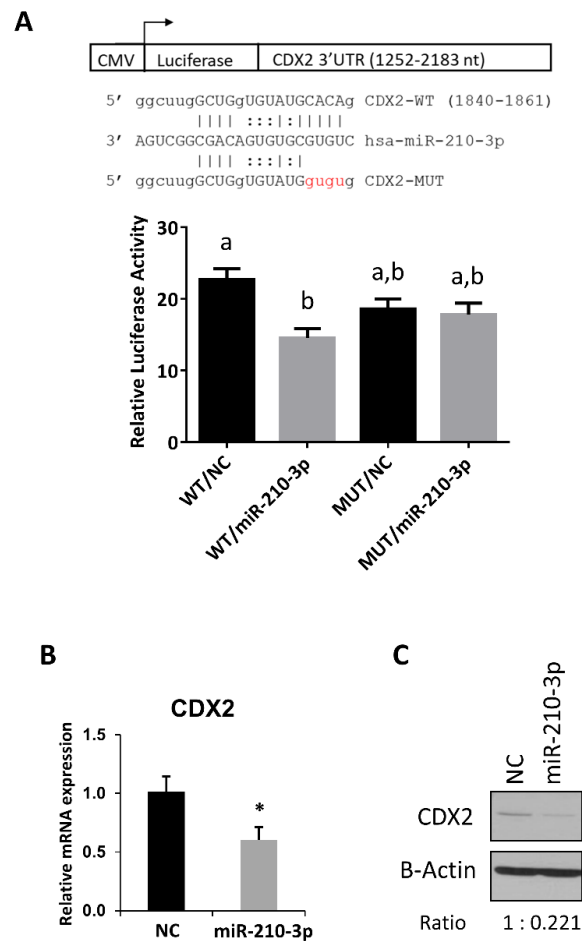 A
CMV Luciferase CDX2 3'UTR (1252-2183 nt)
5' ggcuugGCUGgUGUAUGCACAg CDX2-WT (1840-1861)
|||| :::|:|||||
3' AGUCGGCGACAGUGUGCGUGUC hsa-miR-210-3p
|||| :::|:|
5' ggcuugGCUGgUGUAUGgugug CDX2-MUT
Relative Luciferase Activity
30
20
10
0
a
b
a,b
a,b
WT/NC
WT/miR-210-3p
MUT/NC
MUT/miR-210-3p
B
CDX2
Relative mRNA expression
1.5
1.0
0.5
0.0
*
NC miR-210-3p
C
NC
miR-210-3p
CDX2
B-Actin
Ratio 1 : 0.221